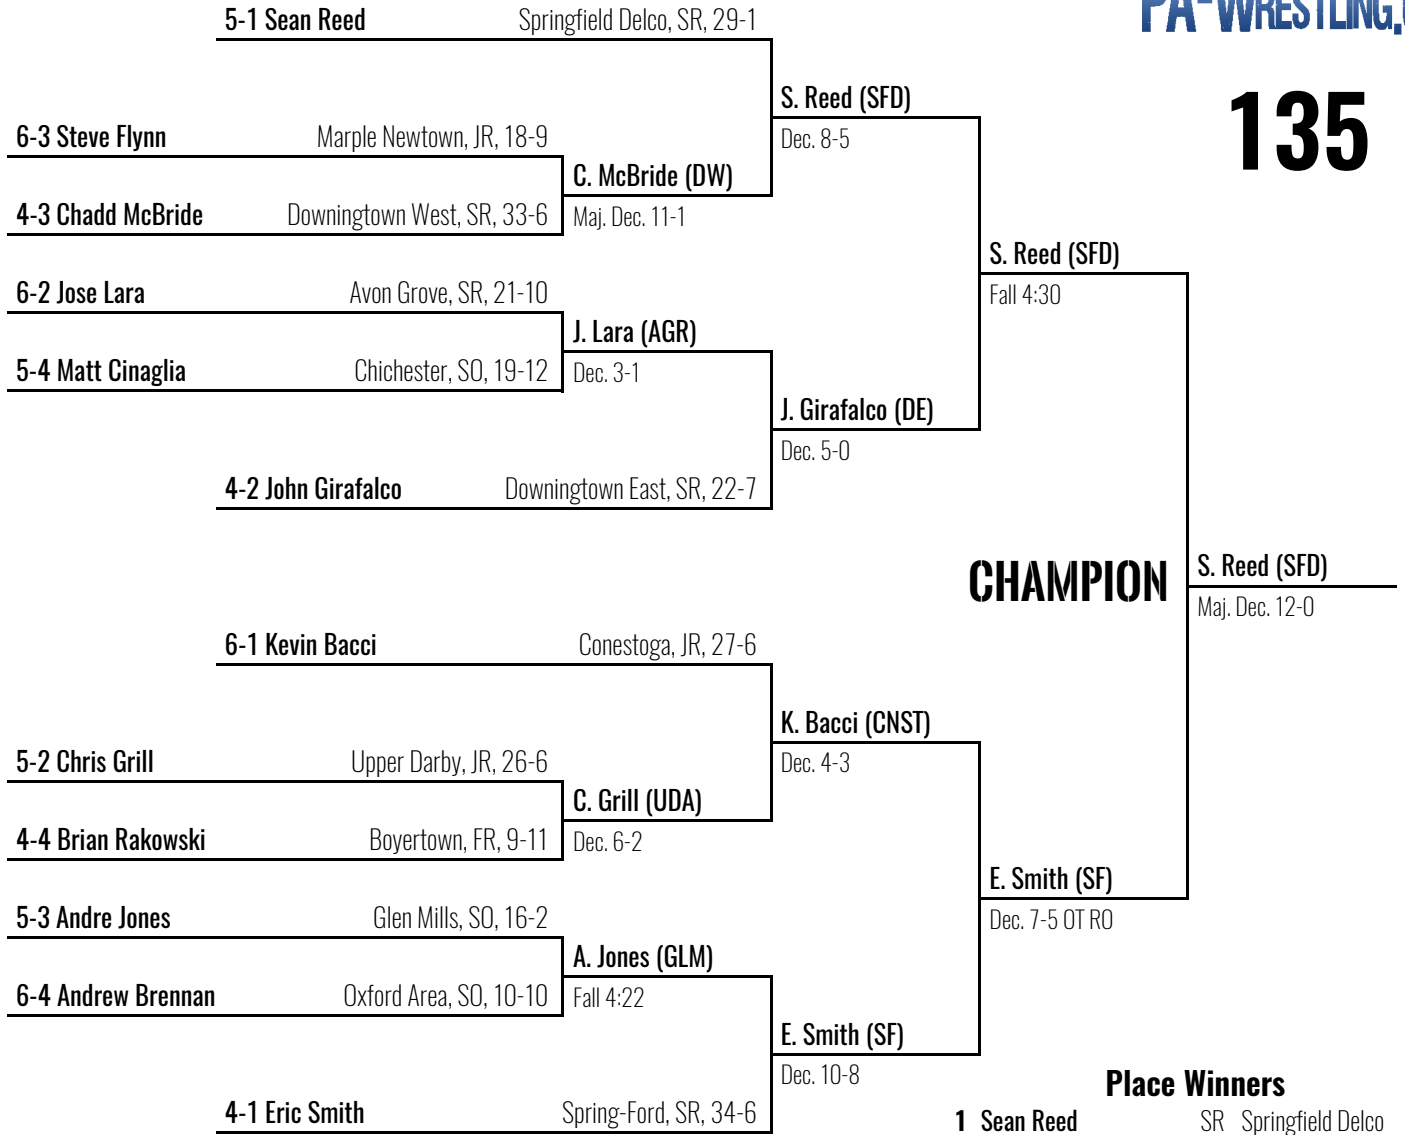 5-1 Sean Reed Springfield Delco, SR, 29-1
PA-WRESTLING.
135
S. Reed (SFD)
Dec. 8-5
6-3 Steve Flynn Marple Newtown, JR, 18-9
C. McBride (DW)
Maj. Dec. 11-1
4-3 Chadd McBride Downingtown West, SR, 33-6
S. Reed (SFD)
Fall 4:30
6-2 Jose Lara Avon Grove, SR, 21-10
J. Lara (AGR)
Dec. 3-1
5-4 Matt Cinaglia Chichester, SO, 19-12
J. Girafalco (DE)
Dec. 5-0
4-2 John Girafalco Downingtown East, SR, 22-7
CHAMPION
S. Reed (SFD)
Maj. Dec. 12-0
6-1 Kevin Bacci Conestoga, JR, 27-6
K. Bacci (CNST)
Dec. 4-3
5-2 Chris Grill Upper Darby, JR, 26-6
C. Grill (UDA)
Dec. 6-2
4-4 Brian Rakowski Boyertown, FR, 9-11
E. Smith (SF)
Dec. 7-5 OT RO
5-3 Andre Jones Glen Mills, SO, 16-2
A. Jones (GLM)
Fall 4:22
6-4 Andrew Brennan Oxford Area, SO, 10-10
E. Smith (SF)
Dec. 10-8
4-1 Eric Smith Spring-Ford, SR, 34-6
Place Winners
1 Sean Reed SR Springfield Delco